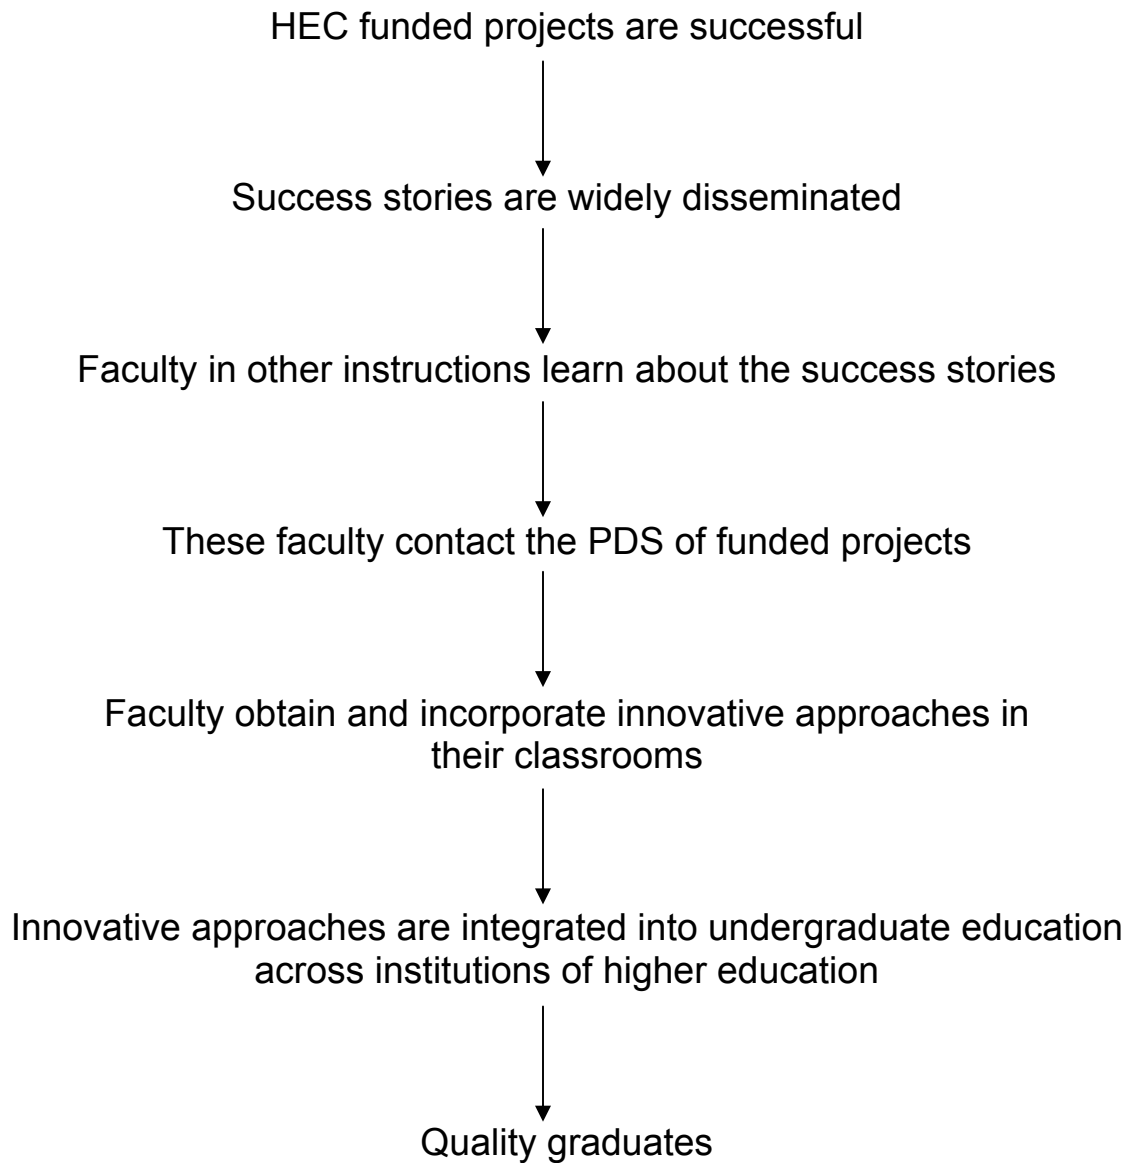 HEC funded projects are successful
Success stories are widely disseminated
Faculty in other instructions learn about the success stories
These faculty contact the PDS of funded projects
Faculty obtain and incorporate innovative approaches in
their classrooms
Innovative approaches are integrated into undergraduate education
across institutions of higher education
Quality graduates